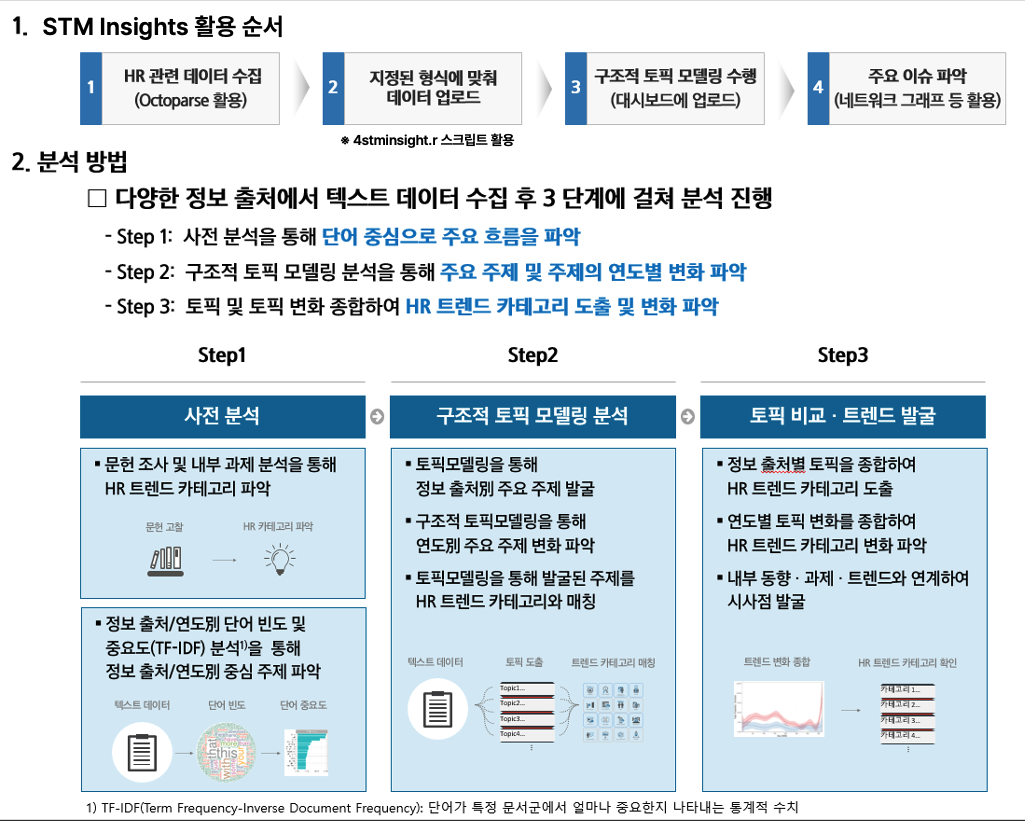 1. STM Insights 활용 순서
1
HR 관련 데이터 수집
(Octoparse 활용)
2
지정된 형식에 맞춰
데이터 업로드
3
구조적 토픽 모델링 수행
(대시보드에 업로드)
4
주요 이슈 파악
(네트워크 그래프 등 활용)
※ 4stminsight.r 스크립트 활용
2. 분석 방법
□ 다양한 정보 출처에서 텍스트 데이터 수집 후 3 단계에 걸쳐 분석 진행
- Step 1: 사전 분석을 통해 단어 중심으로 주요 흐름을 파악
- Step 2: 구조적 토픽 모델링 분석을 통해 주요 주제 및 주제의 연도별 변화 파악
- Step 3: 토픽 및 토픽 변화 종합하여 HR 트렌드 카테고리 도출 및 변화 파악
Step1
사전 분석
▪ 문헌 조사 및 내부 과제 분석을 통해
HR 트렌드 카테고리 파악
문헌 고찰
HR 카테고리 파악
▪ 정보 출처/연도別 단어 빈도 및
중요도(TF-IDF) 분석¹⁾을 통해
정보 출처/연도別 중심 주제 파악
텍스트 데이터
단어 빈도
단어 중요도
that
this
with
your
Step2
구조적 토픽 모델링 분석
▪ 토픽모델링을 통해
정보 출처別 주요 주제 발굴
▪ 구조적 토픽모델링을 통해
연도別 주요 주제 변화 파악
▪ 토픽모델링을 통해 발굴된 주제를
HR 트렌드 카테고리와 매칭
텍스트 데이터
토픽 도출
트렌드 카테고리 매칭
Topic1...
Topic2...
Topic3...
Topic4...
Step3
토픽 비교 · 트렌드 발굴
▪ 정보 출처별 토픽을 종합하여
HR 트렌드 카테고리 도출
▪ 연도별 토픽 변화를 종합하여
HR 트렌드 카테고리 변화 파악
▪ 내부 동향 · 과제 · 트렌드와 연계하여
시사점 발굴
트렌드 변화 종합
HR 트렌드 카테고리 확인
카테고리 1...
카테고리 2...
카테고리 3...
카테고리 4...
1) TF-IDF(Term Frequency-Inverse Document Frequency): 단어가 특정 문서군에서 얼마나 중요한지 나타내는 통계적 수치